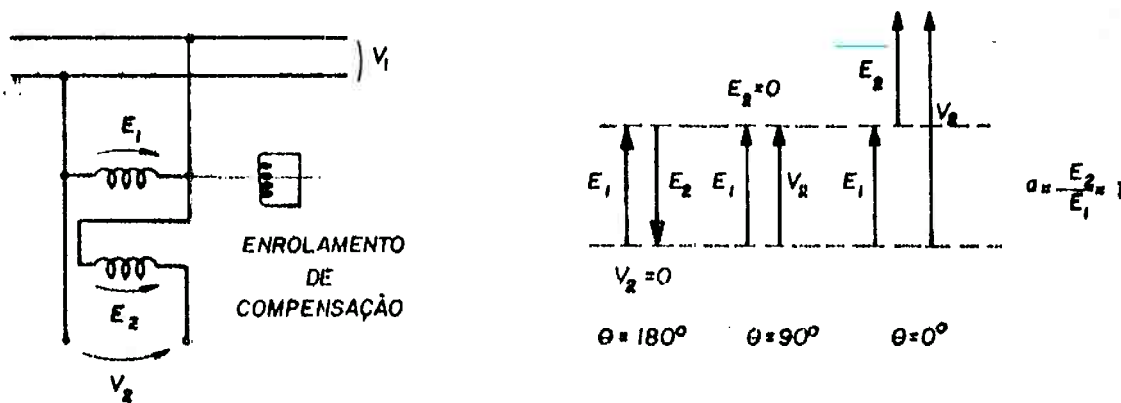 V₁
E₁
ENROLAMENTO
DE
COMPENSAÇÃO
E₂
V₂
E₂
E₂=0
V₂
E₁ E₂ E₁ V₂ E₁
a = E₂/E₁ = 1
V₂=0
θ=180° θ=90° θ=0°